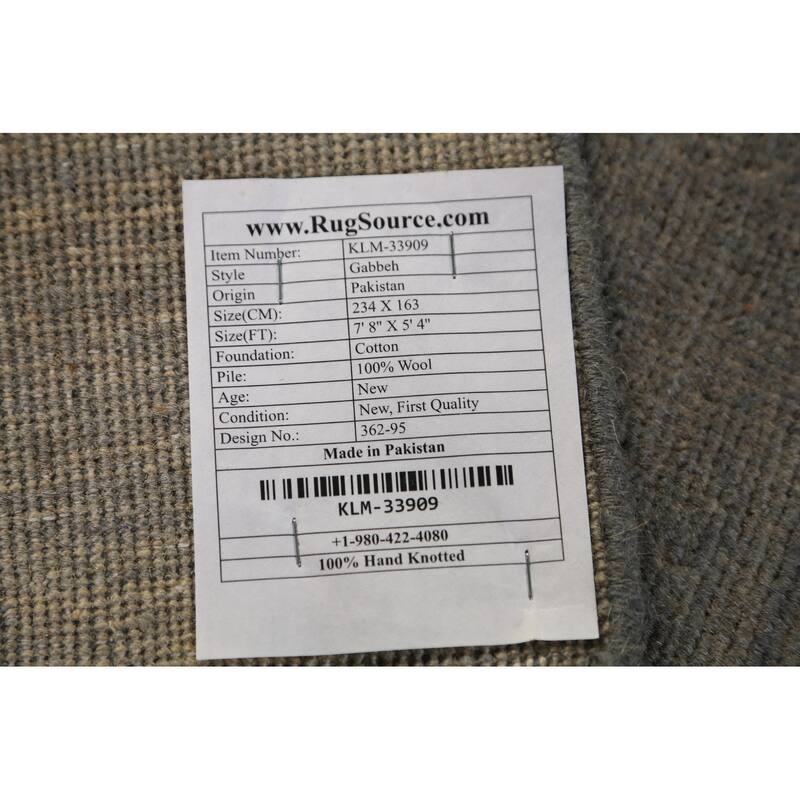 www.RugSource.com
Item Number: KLM-33909
Style Gabbeh
Origin Pakistan
Size(CM): 234 X 163
Size(FT): 7' 8" X 5' 4"
Foundation: Cotton
Pile: 100% Wool
Age: New
Condition: New, First Quality
Design No.: 362-95
Made in Pakistan
KLM-33909
+1-980-422-4080
100% Hand Knotted